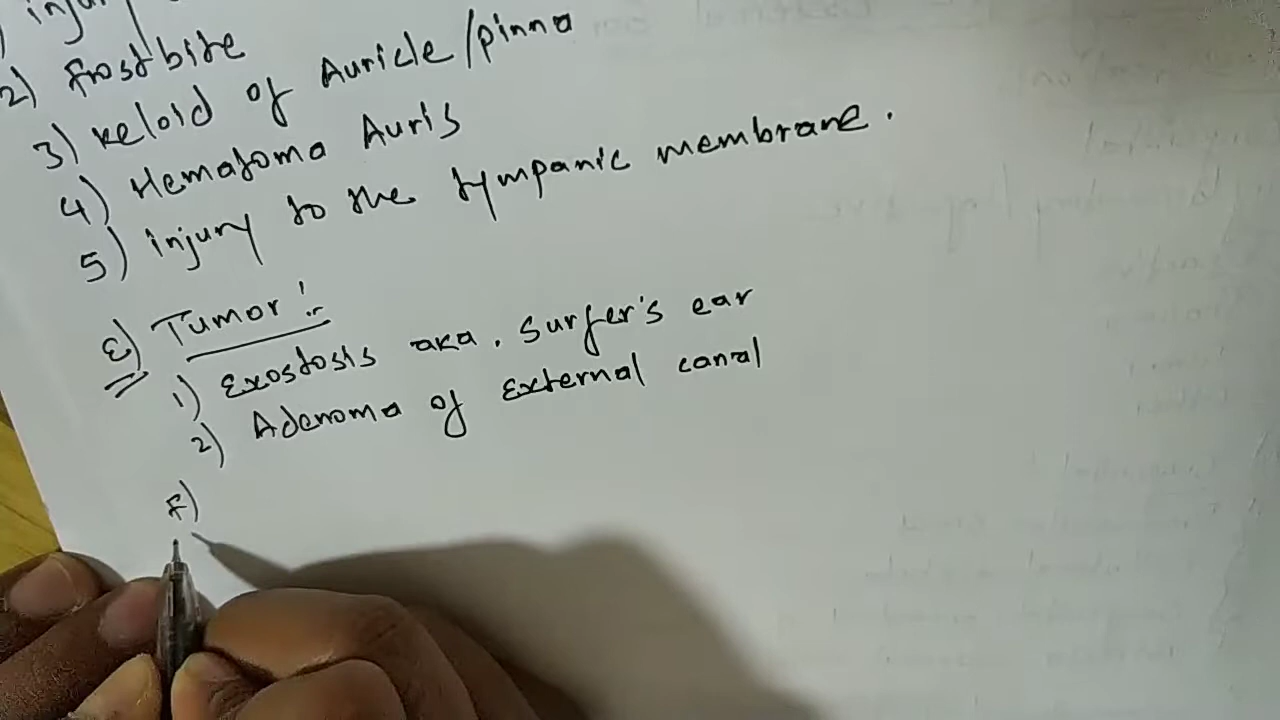 injury
2) Frostbite
3) Keloid of Auricle/pinna
4) Hematoma Auris
5) injury to the tympanic membrane.
E) Tumor:-
1) Exostosis aka. Surfer's ear
2) Adenoma of External canal
F)